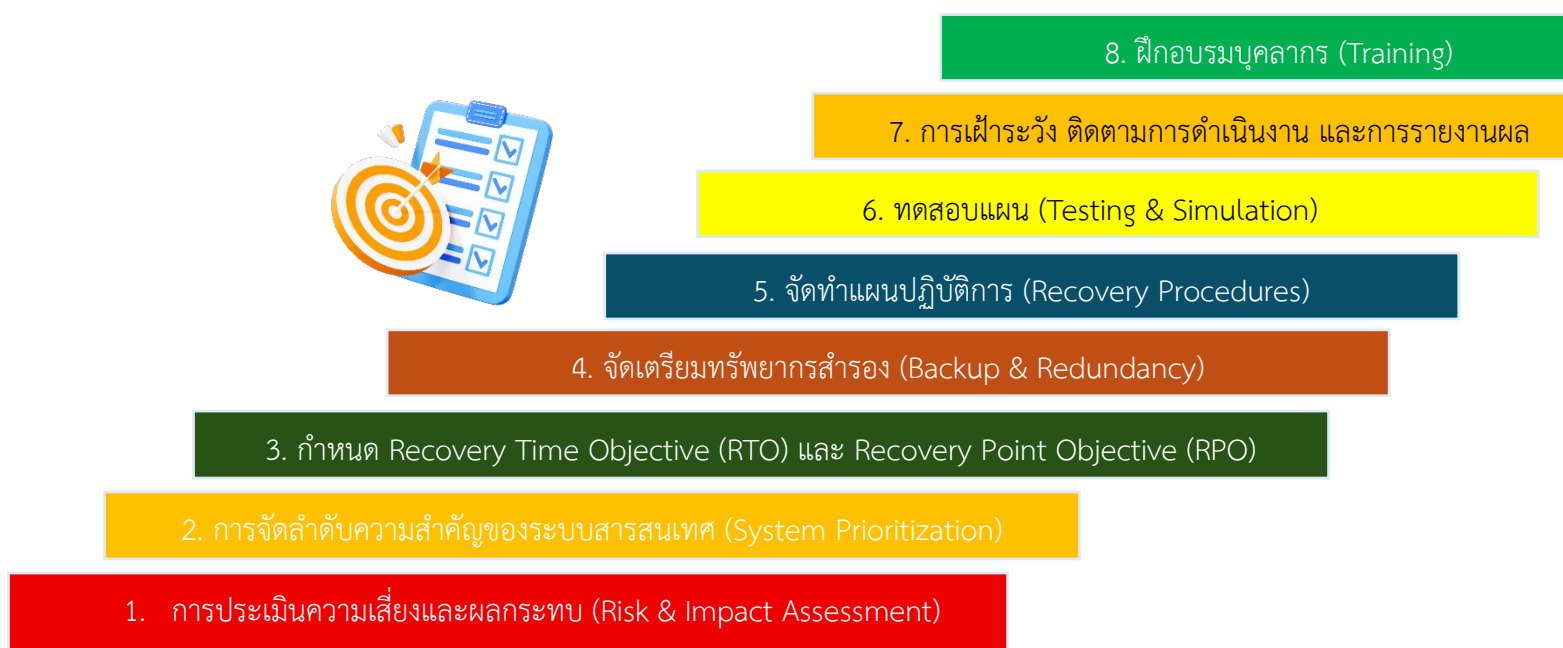 8. ฝึกอบรมบุคลากร (Training)
7. การเฝ้าระวัง ติดตามการดำเนินงาน และการรายงานผล
6. ทดสอบแผน (Testing & Simulation)
5. จัดทำแผนปฏิบัติการ (Recovery Procedures)
4. จัดเตรียมทรัพยากรสำรอง (Backup & Redundancy)
3. กำหนด Recovery Time Objective (RTO) และ Recovery Point Objective (RPO)
2. การจัดลำดับความสำคัญของระบบสารสนเทศ (System Prioritization)
1. การประเมินความเสี่ยงและผลกระทบ (Risk & Impact Assessment)